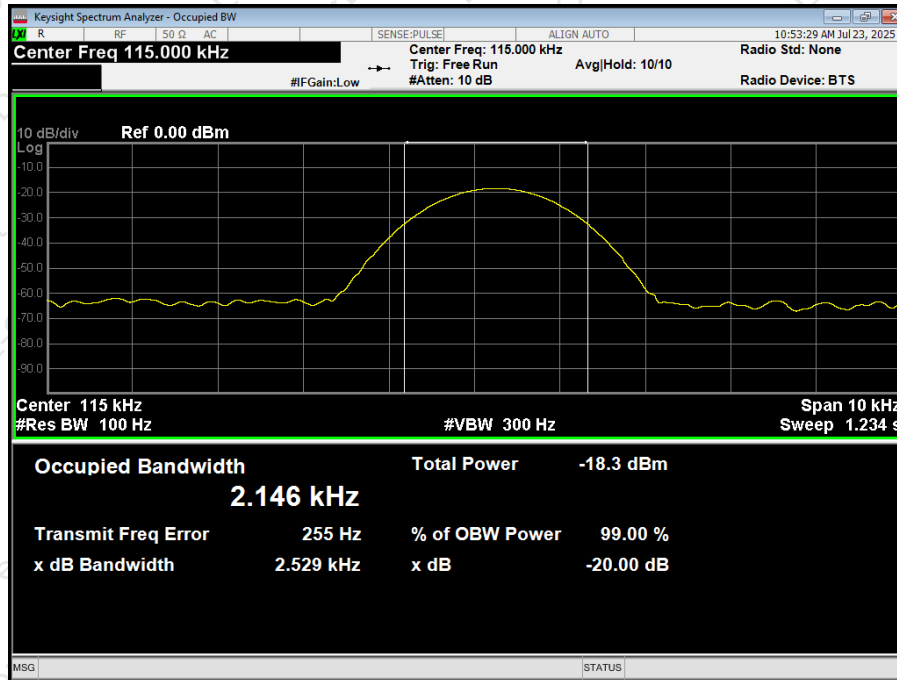 Keysight Spectrum Analyzer - Occupied BW
LXI R RF 50 Ω AC SENSE:PULSE ALIGN AUTO 10:53:29 AM Jul 23, 2025
Center Freq 115.000 kHz Center Freq: 115.000 kHz Radio Std: None
Trig: Free Run Avg|Hold: 10/10
#IFGain:Low #Atten: 10 dB Radio Device: BTS
10 dB/div Ref 0.00 dBm
Log
-10.0
-20.0
-30.0
-40.0
-50.0
-60.0
-70.0
-80.0
-90.0
Center 115 kHz Span 10 kHz
#Res BW 100 Hz #VBW 300 Hz Sweep 1.234 s
Occupied Bandwidth Total Power -18.3 dBm
2.146 kHz
Transmit Freq Error 255 Hz % of OBW Power 99.00 %
x dB Bandwidth 2.529 kHz x dB -20.00 dB
MSG STATUS